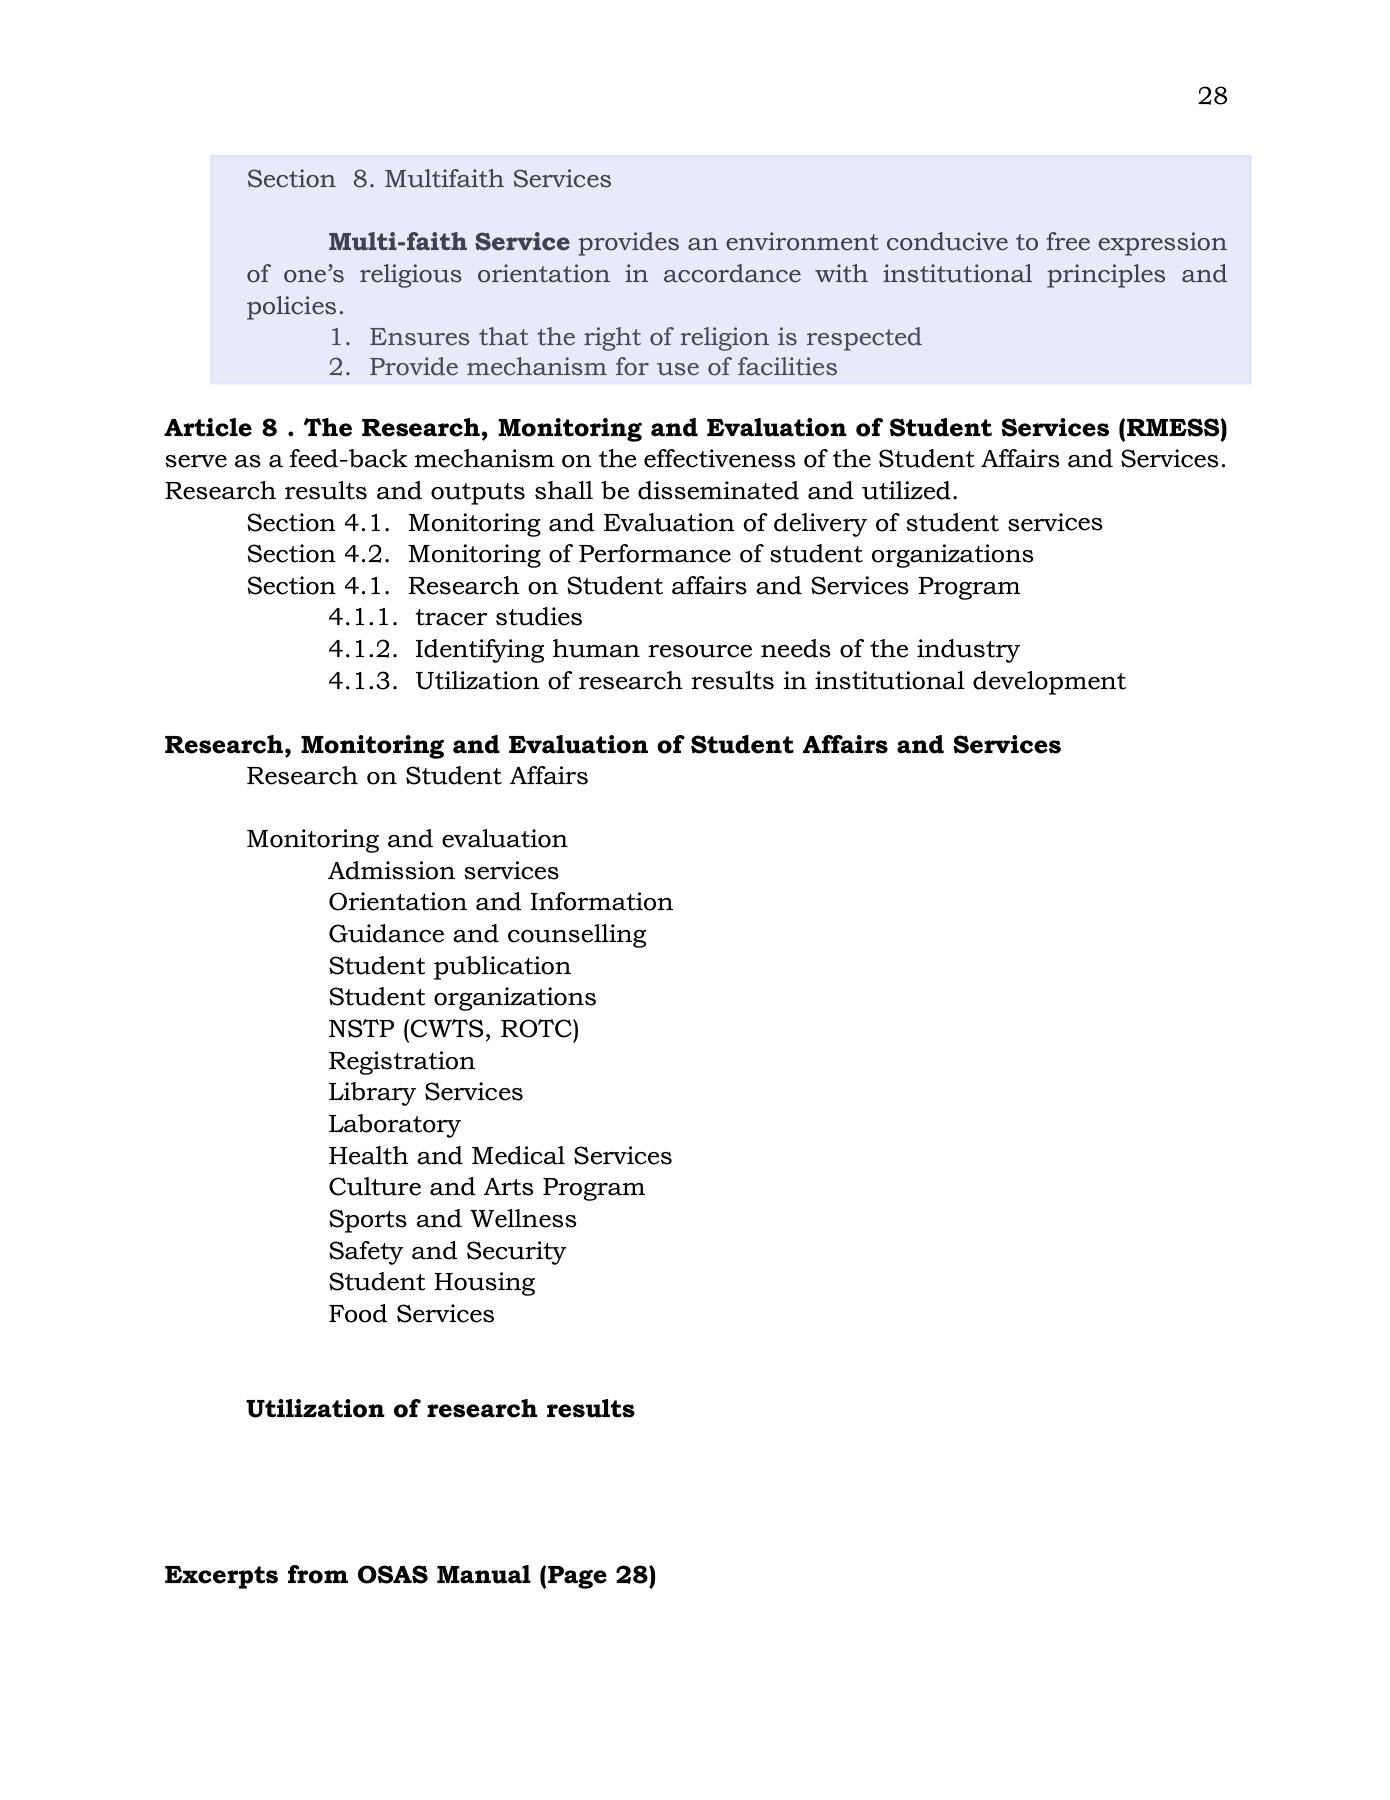 28
Section 8. Multifaith Services
Multi-faith Service provides an environment conducive to free expression
of one’s religious orientation in accordance with institutional principles and
policies.
1. Ensures that the right of religion is respected
2. Provide mechanism for use of facilities
Article 8 . The Research, Monitoring and Evaluation of Student Services (RMESS)
serve as a feed-back mechanism on the effectiveness of the Student Affairs and Services.
Research results and outputs shall be disseminated and utilized.
Section 4.1. Monitoring and Evaluation of delivery of student services
Section 4.2. Monitoring of Performance of student organizations
Section 4.1. Research on Student affairs and Services Program
4.1.1. tracer studies
4.1.2. Identifying human resource needs of the industry
4.1.3. Utilization of research results in institutional development
Research, Monitoring and Evaluation of Student Affairs and Services
Research on Student Affairs
Monitoring and evaluation
Admission services
Orientation and Information
Guidance and counselling
Student publication
Student organizations
NSTP (CWTS, ROTC)
Registration
Library Services
Laboratory
Health and Medical Services
Culture and Arts Program
Sports and Wellness
Safety and Security
Student Housing
Food Services
Utilization of research results
Excerpts from OSAS Manual (Page 28)